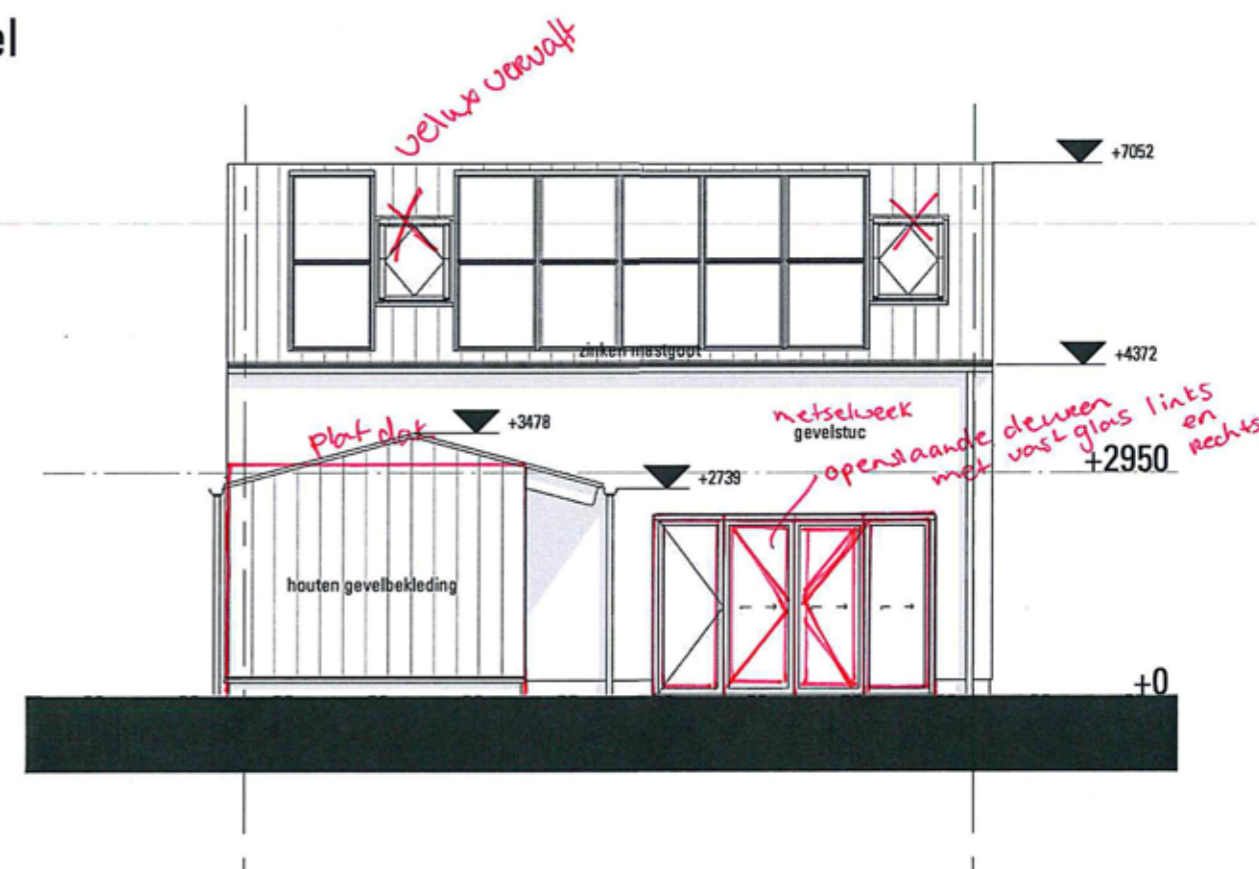 el
velux vervalt
+7052
zinken mastgoot
+4372
+3478
plat dak
metselwerk
gevelstuc
openslaande deuren
met vast glas links
en
rechts
+2950
+2739
houten gevelbekleding
+0